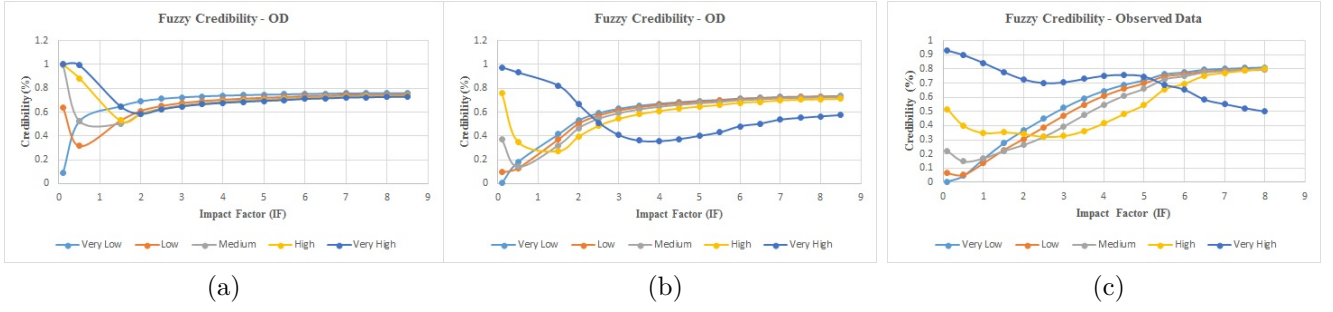 Fuzzy Credibility - OD
Credibility (%)
1.2
1
0.8
0.6
0.4
0.2
0
0 1 2 3 4 5 6 7 8 9
Impact Factor (IF)
Very Low Low Medium High Very High
(a)
Fuzzy Credibility - OD
Credibility (%)
1.2
1
0.8
0.6
0.4
0.2
0
0 1 2 3 4 5 6 7 8 9
Impact Factor (IF)
Very Low Low Medium High Very High
(b)
Fuzzy Credibility - Observed Data
Credibility (%)
1
0.9
0.8
0.7
0.6
0.5
0.4
0.3
0.2
0.1
0
0 1 2 3 4 5 6 7 8 9
Impact Factor (IF)
Very Low Low Medium High Very High
(c)